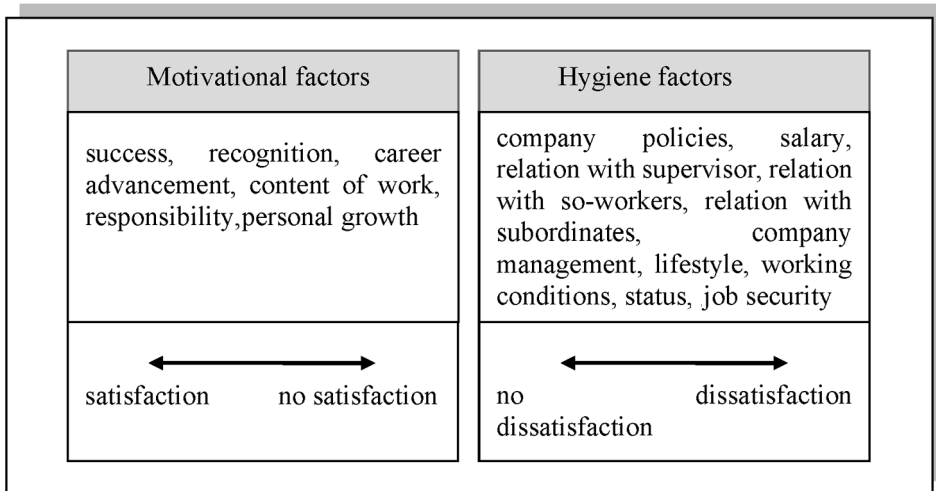 Motivational factors
success, recognition, career
advancement, content of work,
responsibility,personal growth
satisfaction no satisfaction
Hygiene factors
company policies, salary,
relation with supervisor, relation
with so-workers, relation with
subordinates, company
management, lifestyle, working
conditions, status, job security
no dissatisfaction
dissatisfaction